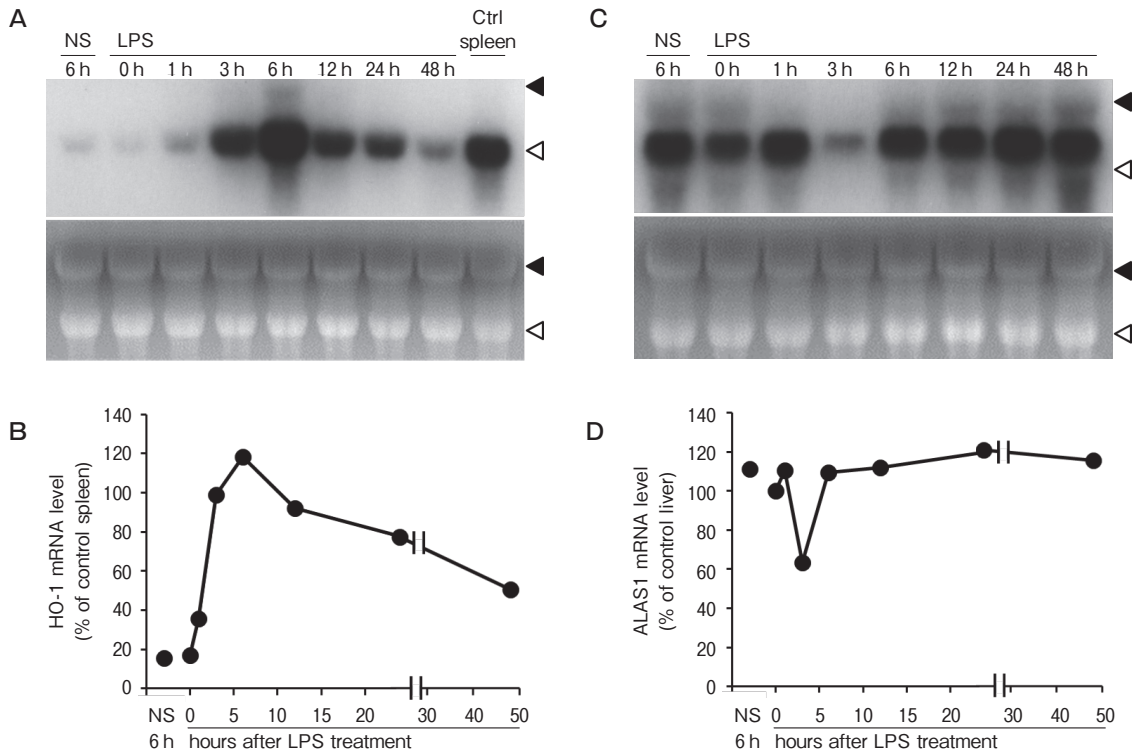 A
NS LPS Ctrl spleen
6 h 0 h 1 h 3 h 6 h 12 h 24 h 48 h
B
HO-1 mRNA level
(% of control spleen)
140
120
100
80
60
40
20
0
NS 0 5 10 15 20 30 50
6 h hours after LPS treatment
C
NS LPS
6 h 0 h 1 h 3 h 6 h 12 h 24 h 48 h
D
ALAS1 mRNA level
(% of control liver)
140
120
100
80
60
40
20
0
NS 0 5 10 15 20 30 50
6 h hours after LPS treatment